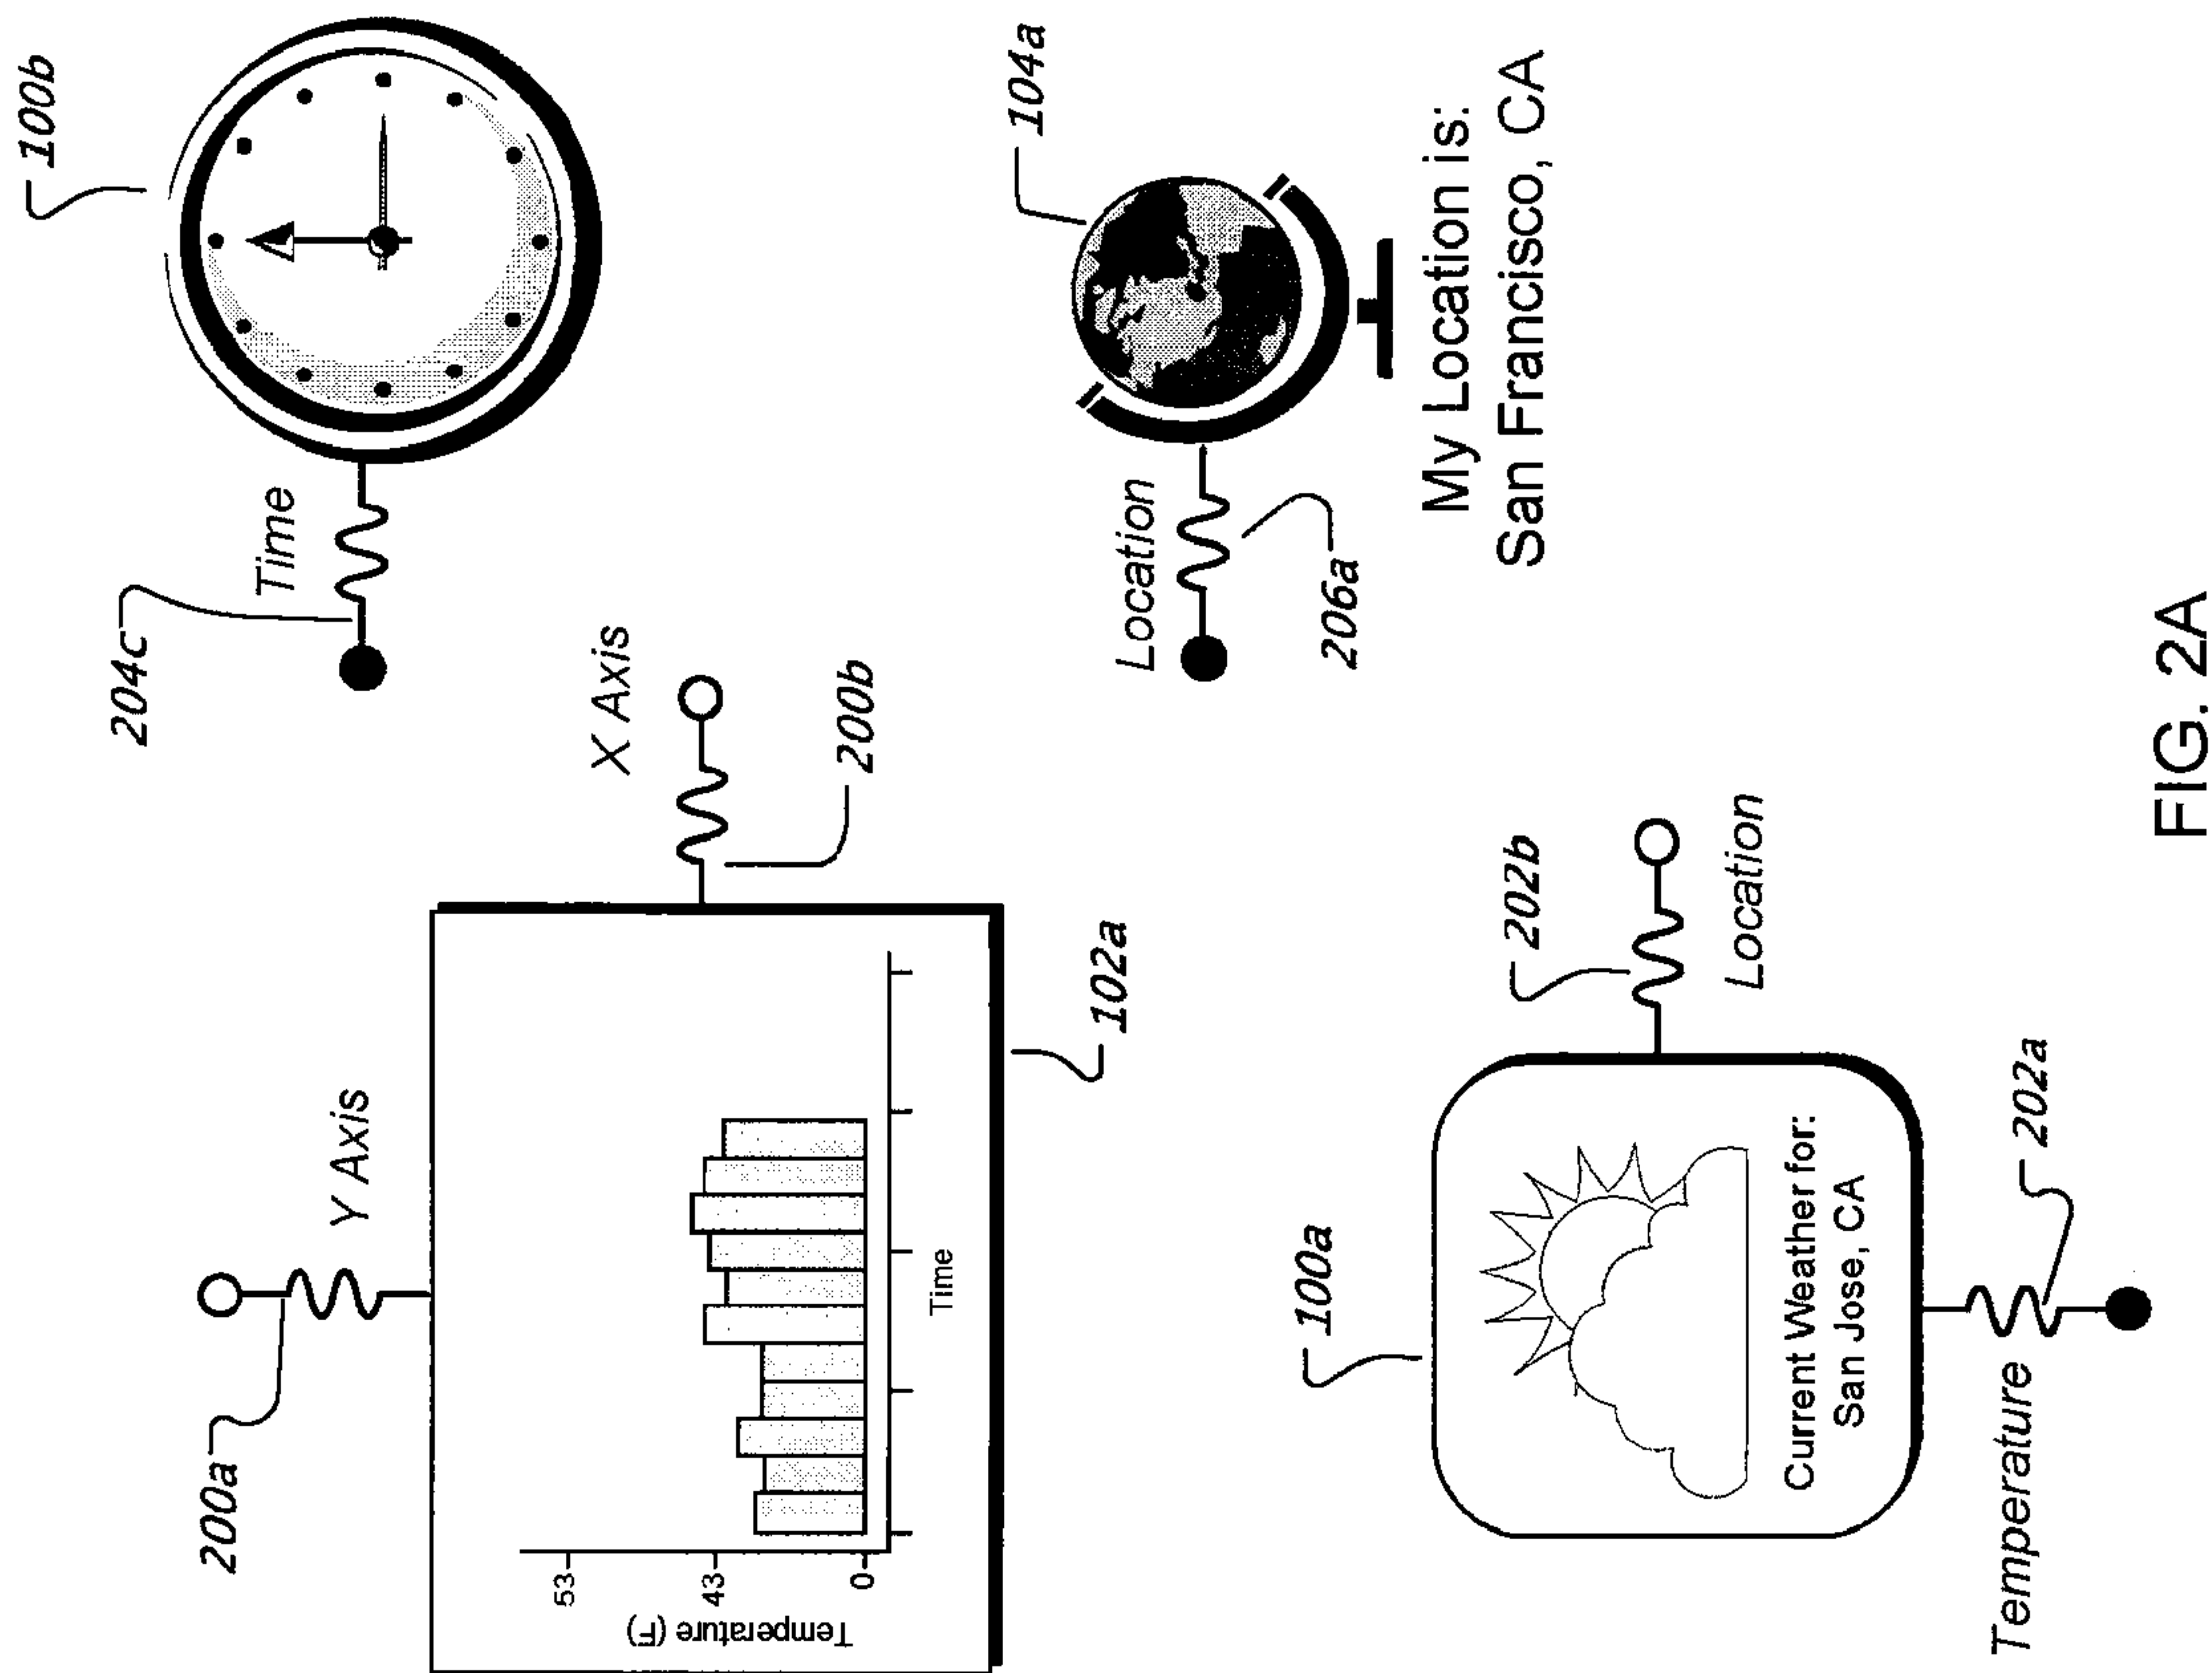 200a
Y Axis
204c
Time
100b
53
43
0
Temperature (F)
Time
X Axis
200b
102a
100a
Current Weather for:
San Jose, CA
202b
Location
Temperature
202a
Location
206a
104a
My Location is:
San Francisco, CA
FIG. 2A